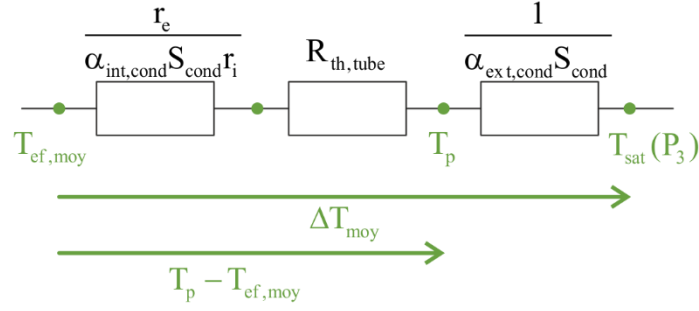 r_e / (α_int,cond S_cond r_i)
R_th,tube
1 / (α_ext,cond S_cond)
T_ef,moy
T_p
T_sat (P_3)
ΔT_moy
T_p − T_ef,moy